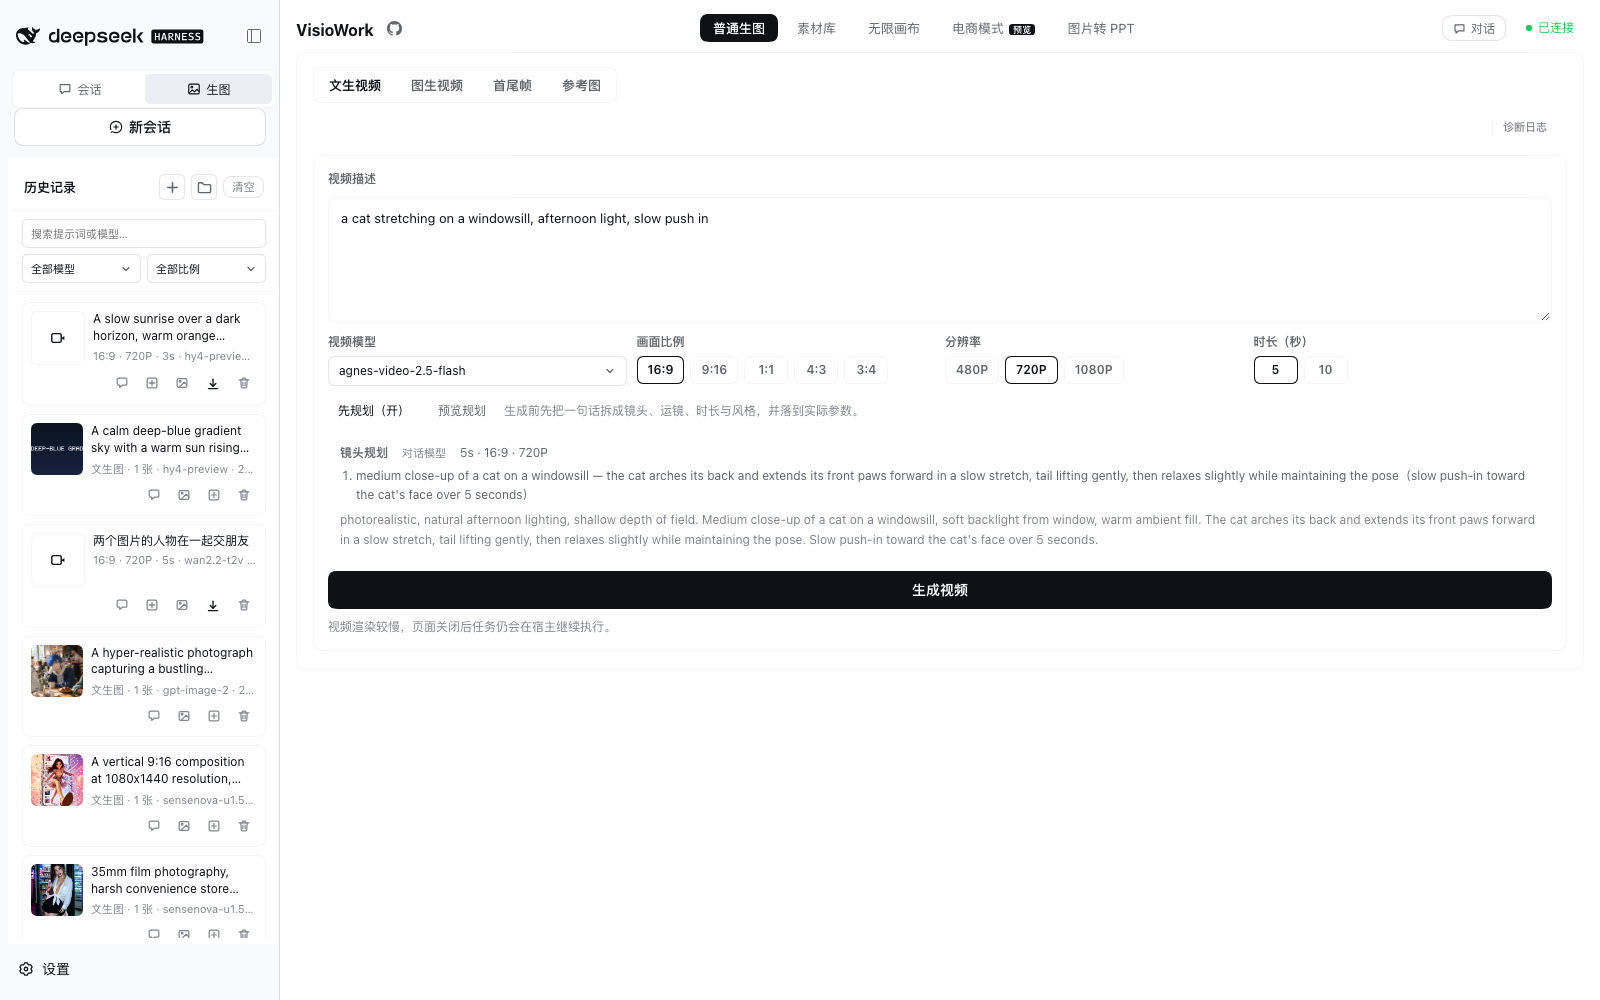 deepseek HARNESS
会话
生图
新会话
历史记录
清空
搜索提示词或模型...
全部模型
全部比例
A slow sunrise over a dark
horizon, warm orange...
16:9 · 720P · 3s · hy4-previe...
A calm deep-blue gradient
sky with a warm sun rising...
文生图 · 1 张 · hy4-preview · 2...
DEEP-BLUE GRAD
两个图片的人物在一起交朋友
16:9 · 720P · 5s · wan2.2-t2v ...
A hyper-realistic photograph
capturing a bustling...
文生图 · 1 张 · gpt-image-2 · 2...
A vertical 9:16 composition
at 1080x1440 resolution,...
文生图 · 1 张 · sensenova-u1.5...
35mm film photography,
harsh convenience store...
文生图 · 1 张 · sensenova-u1.5...
设置
VisioWork
普通生图
素材库
无限画布
电商模式 预览
图片转 PPT
对话
已连接
文生视频
图生视频
首尾帧
参考图
诊断日志
视频描述
a cat stretching on a windowsill, afternoon light, slow push in
视频模型
agnes-video-2.5-flash
画面比例
16:9
9:16
1:1
4:3
3:4
分辨率
480P
720P
1080P
时长（秒）
5
10
先规划（开）
预览规划
生成前先把一句话拆成镜头、运镜、时长与风格，并落到实际参数。
镜头规划 对话模型 5s · 16:9 · 720P
1. medium close-up of a cat on a windowsill — the cat arches its back and extends its front paws forward in a slow stretch, tail lifting gently, then relaxes slightly while maintaining the pose（slow push-in toward
the cat's face over 5 seconds）
photorealistic, natural afternoon lighting, shallow depth of field. Medium close-up of a cat on a windowsill, soft backlight from window, warm ambient fill. The cat arches its back and extends its front paws forward
in a slow stretch, tail lifting gently, then relaxes slightly while maintaining the pose. Slow push-in toward the cat's face over 5 seconds.
生成视频
视频渲染较慢，页面关闭后任务仍会在宿主继续执行。